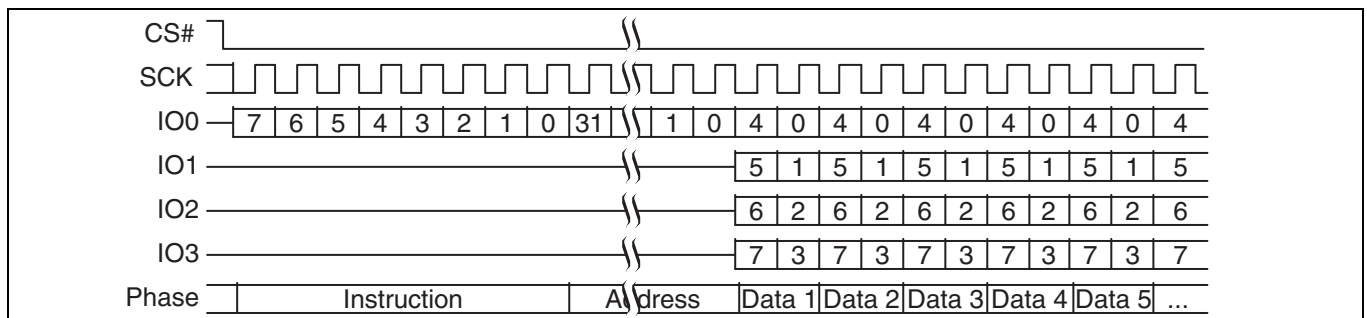 CS#
SCK
IO0 7 6 5 4 3 2 1 0 31 1 0 4 0 4 0 4 0 4 0 4 0 4
IO1 5 1 5 1 5 1 5 1 5 1 5
IO2 6 2 6 2 6 2 6 2 6 2 6
IO3 7 3 7 3 7 3 7 3 7 3 7
Phase Instruction Address Data 1 Data 2 Data 3 Data 4 Data 5 ...